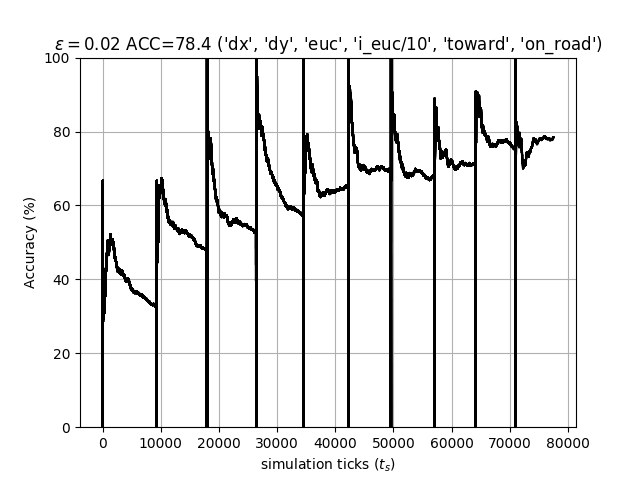 ε = 0.02 ACC=78.4 ('dx', 'dy', 'euc', 'i_euc/10', 'toward', 'on_road')
100
80
60
40
20
0
Accuracy (%)
0 10000 20000 30000 40000 50000 60000 70000 80000
simulation ticks (tₛ)